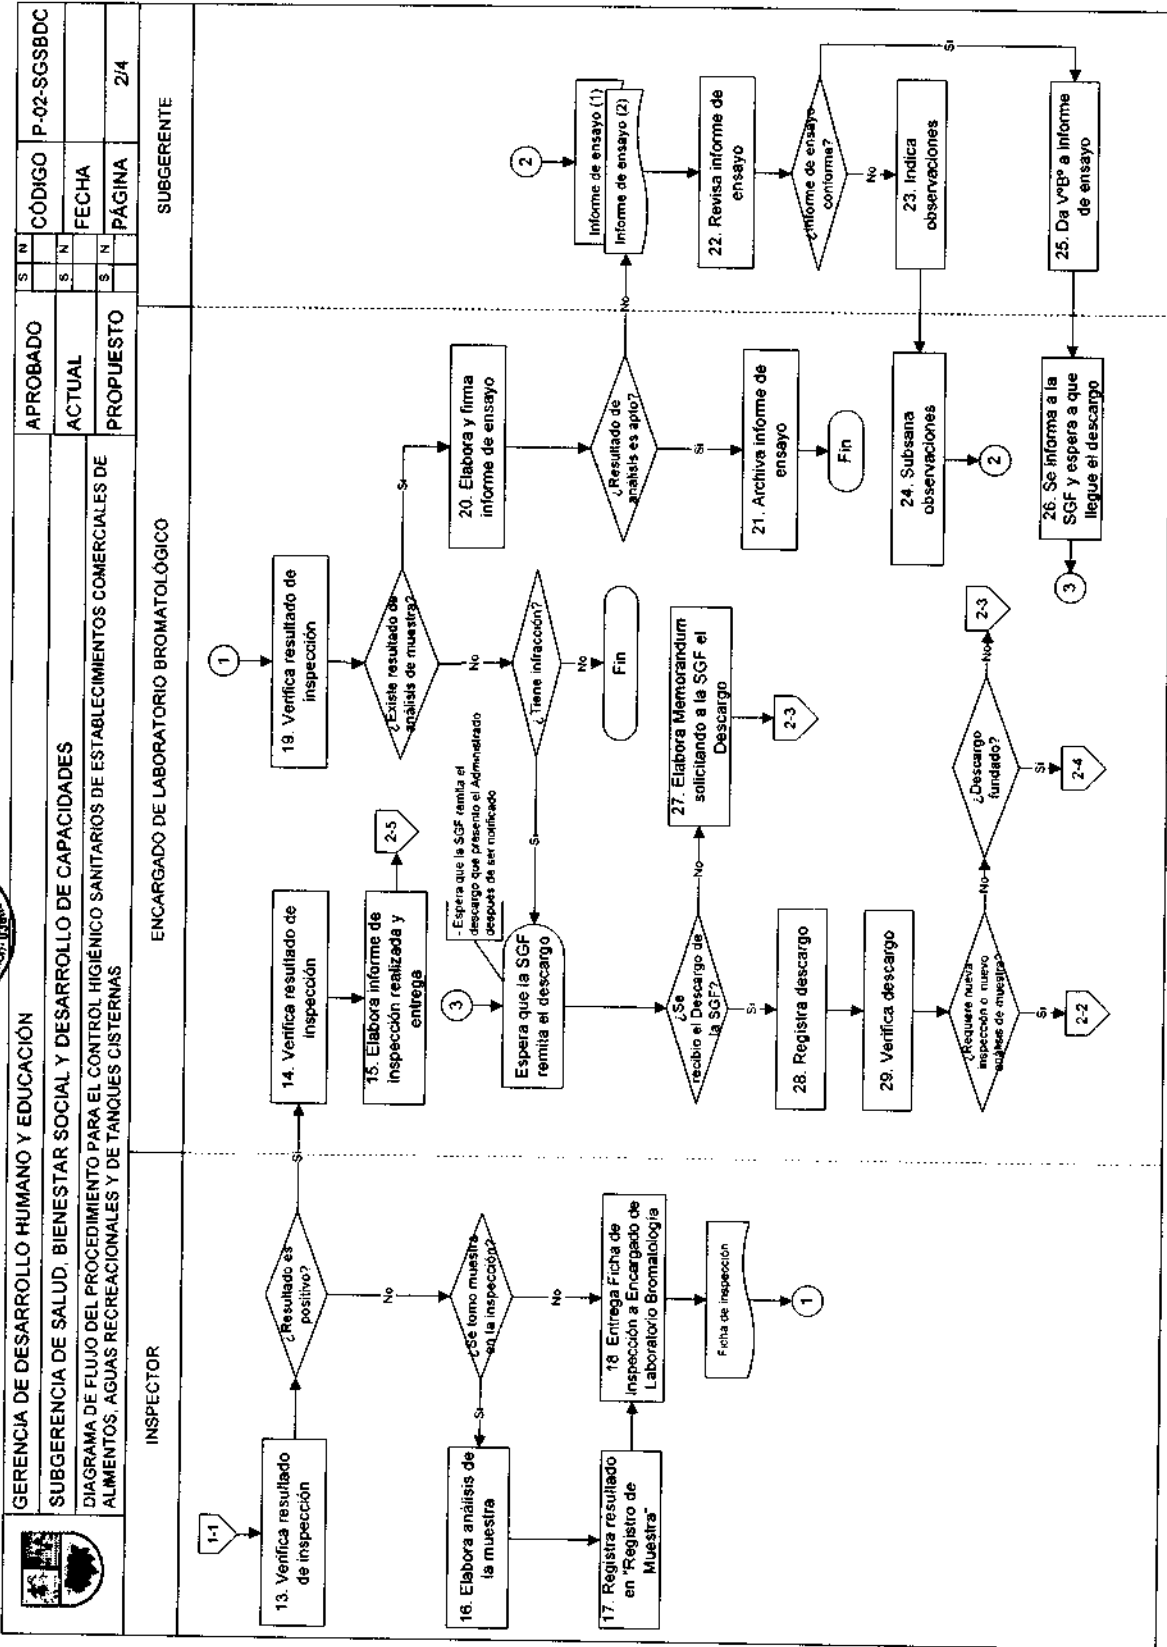 GERENCIA DE DESARROLLO HUMANO Y EDUCACIÓN
SUBGERENCIA DE SALUD, BIENESTAR SOCIAL Y DESARROLLO DE CAPACIDADES
DIAGRAMA DE FLUJO DEL PROCEDIMIENTO PARA EL CONTROL HIGIÉNICO SANITARIOS DE ESTABLECIMIENTOS COMERCIALES DE
ALIMENTOS, AGUAS RECREACIONALES Y DE TANQUES CISTERNAS
APROBADO
S N
CÓDIGO
P-02-SGSBDC
ACTUAL
S N
FECHA
PROPUESTO
S N
PÁGINA
2/4
INSPECTOR
ENCARGADO DE LABORATORIO BROMATOLÓGICO
SUBGERENTE
1-1
13. Verifica resultado
de inspección
¿Resultado es
positivo?
Si
No
¿Se tomo muestra
en la inspección?
Si
No
16. Elabora análisis de
la muestra
17. Registra resultado
en "Registro de
Muestra"
18 Entrega Ficha de
Inspección a Encargado de
Laboratorio Bromatología
Ficha de inspección
1
14. Verifica resultado de
inspección
15. Elabora informe de
inspección realizada y
entrega
2-5
- Espera que la SGF remita el
descargo que presento el Administrado
después de ser notificado
3
Espera que la SGF
remita el descargo
¿Se
recibio el Descargo de
la SGF?
No
Si
27. Elabora Memorandum
solicitando a la SGF el
Descargo
2-3
28. Registra descargo
29. Verifica descargo
¿Requiere nueva
inspección o nuevo
análisis de muestra?
Si
2-2
No
¿Descargo
fundado?
No
2-3
Si
2-4
1
19. Verifica resultado de
inspección
¿Existe resultado de
análisis de muestra?
Si
No
¿Tiene infracción?
Si
No
Fin
20. Elabora y firma
informe de ensayo
¿Resultado de
análisis es apto?
No
Si
21. Archiva informe de
ensayo
Fin
24. Subsana
observaciones
2
26. Se informa a la
SGF y espera a que
llegue el descargo
3
2
Informe de ensayo (1)
Informe de ensayo (2)
22. Revisa informe de
ensayo
¿Informe de ensayo
conforme?
Si
No
23. Indica
observaciones
25. Da VºBº a informe
de ensayo